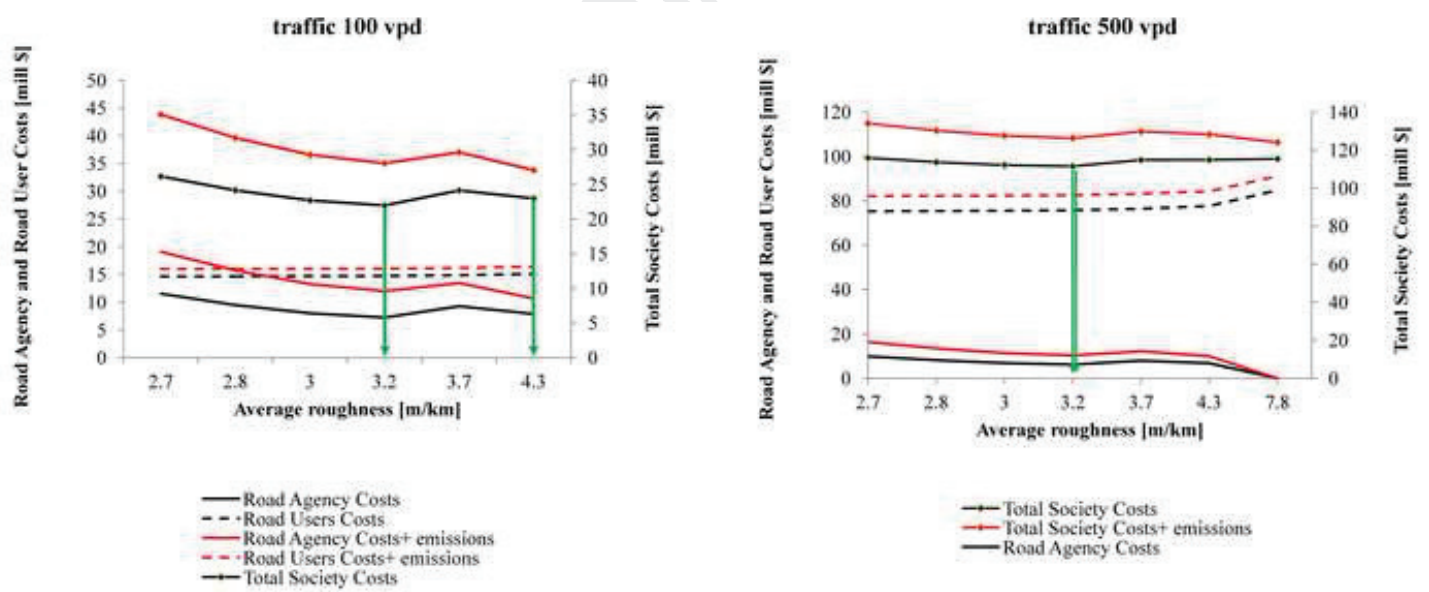 traffic 100 vpd
Road Agency and Road User Costs [mill $]
50
45
40
35
30
25
20
15
10
5
0
40
35
30
25
20
15
10
5
0
Total Society Costs [mill $]
2.7 2.8 3 3.2 3.7 4.3
Average roughness [m/km]
Road Agency Costs
Road Users Costs
Road Agency Costs+ emissions
Road Users Costs+ emissions
Total Society Costs
traffic 500 vpd
Road Agency and Road User Costs [mill $]
120
100
80
60
40
20
0
140
120
100
80
60
40
20
0
Total Society Costs [mill $]
2.7 2.8 3 3.2 3.7 4.3 7.8
Average roughness [m/km]
Total Society Costs
Total Society Costs+ emissions
Road Agency Costs